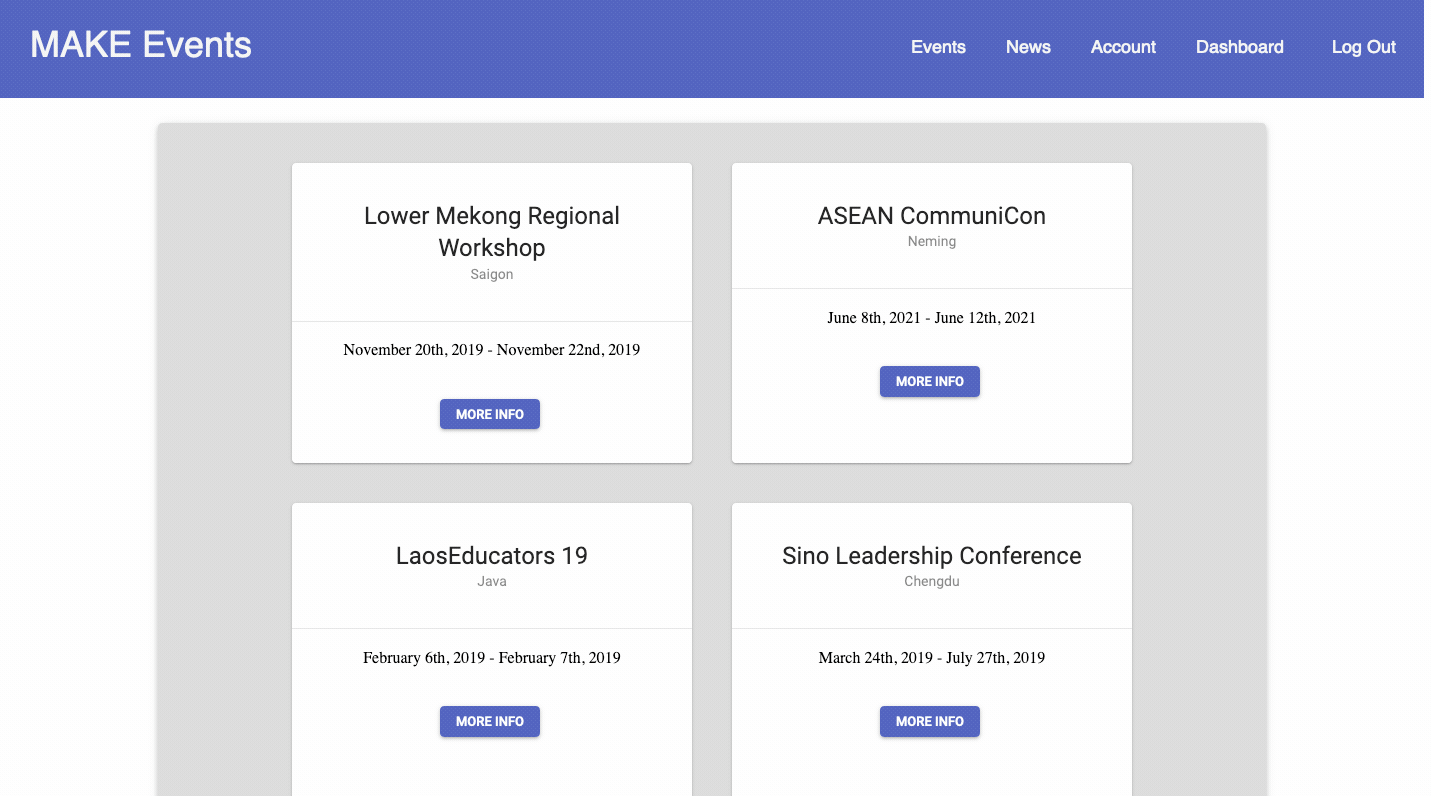 MAKE Events
Events News Account Dashboard Log Out
Lower Mekong Regional
Workshop
Saigon
November 20th, 2019 - November 22nd, 2019
MORE INFO
ASEAN CommuniCon
Neming
June 8th, 2021 - June 12th, 2021
MORE INFO
LaosEducators 19
Java
February 6th, 2019 - February 7th, 2019
MORE INFO
Sino Leadership Conference
Chengdu
March 24th, 2019 - July 27th, 2019
MORE INFO